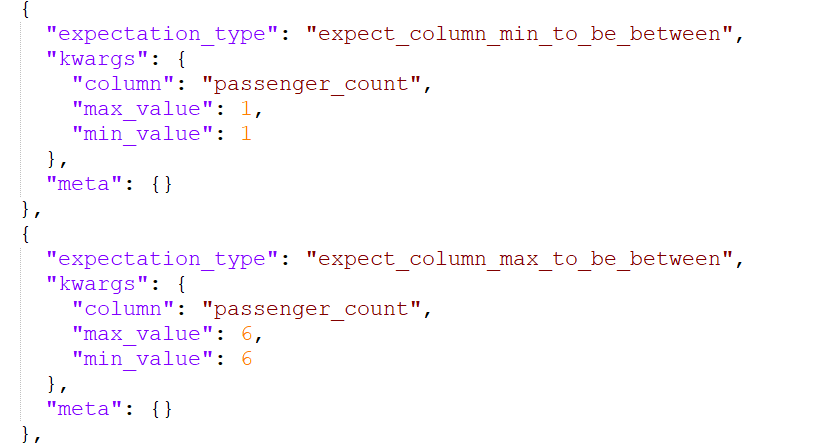 {
"expectation_type": "expect_column_min_to_be_between",
"kwargs": {
"column": "passenger_count",
"max_value": 1,
"min_value": 1
},
"meta": {}
},
{
"expectation_type": "expect_column_max_to_be_between",
"kwargs": {
"column": "passenger_count",
"max_value": 6,
"min_value": 6
},
"meta": {}
},